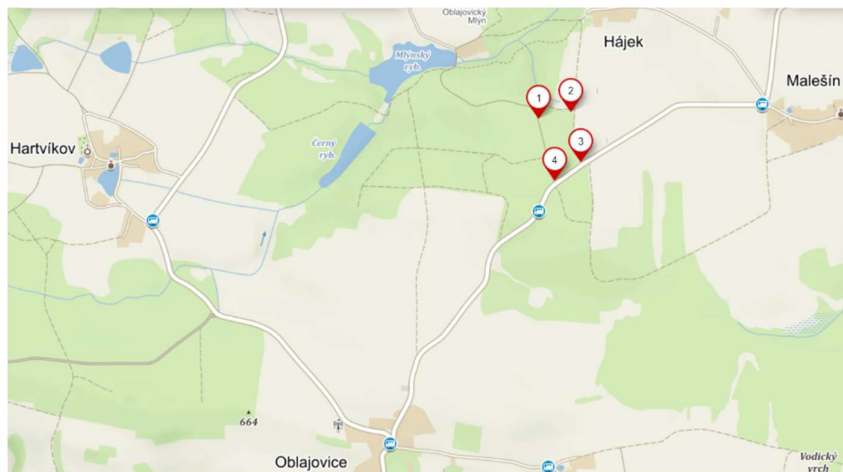 Oblajovický
Mlýn
Hájek
Mlýnský
ryb.
Malešín
1
2
Hartvíkov
Černý
ryb.
3
4
664
Oblajovice
Vodický
vrch